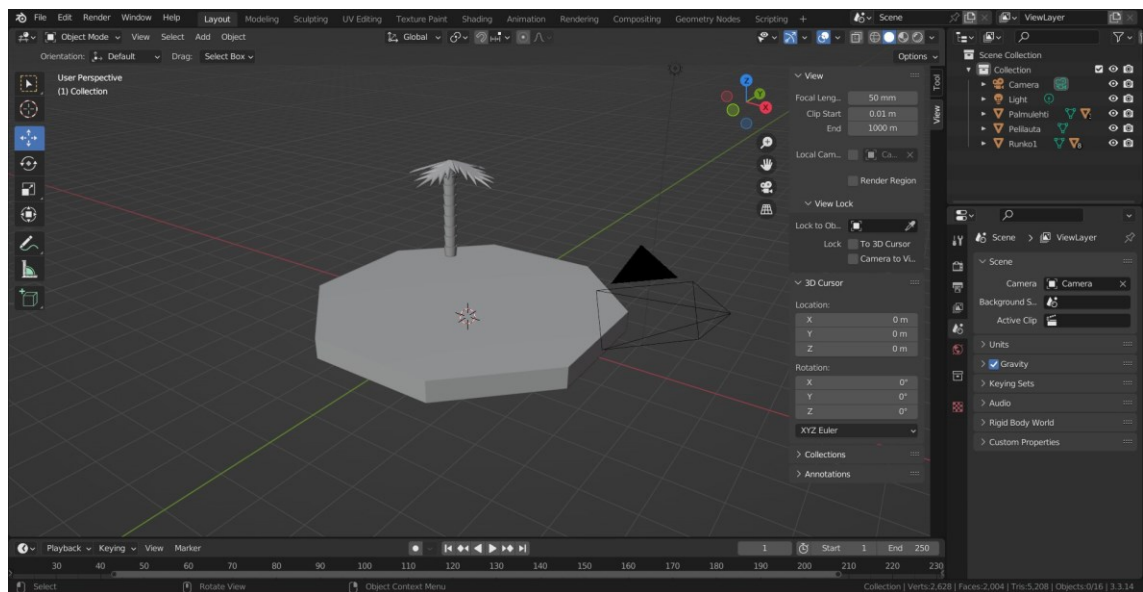 File Edit Render Window Help Layout Modeling Sculpting UV Editing Texture Paint Shading Animation Rendering Compositing Geometry Nodes Scripting + Scene ViewLayer
Object Mode View Select Add Object Global
Orientation: Default Drag: Select Box Options
User Perspective
(1) Collection
X
Y
Z
View
Focal Leng... 50 mm
Clip Start 0.01 m
End 1000 m
Local Cam... Ca...
Render Region
View Lock
Lock to Ob...
Lock To 3D Cursor
Camera to Vi...
3D Cursor
Location:
X 0 m
Y 0 m
Z 0 m
Rotation:
X 0°
Y 0°
Z 0°
XYZ Euler
Collections
Annotations
Tool
View
Scene Collection
Collection
Camera
Light
Palmulehti
Pelilauta
Runko1 8
Scene > ViewLayer
Scene
Camera Camera
Background S...
Active Clip
Units
Gravity
Keying Sets
Audio
Rigid Body World
Custom Properties
Playback Keying View Marker 1 Start 1 End 250
30 40 50 60 70 80 90 100 110 120 130 140 150 160 170 180 190 200 210 220 230
Select Rotate View Object Context Menu Collection | Verts:2,628 | Faces:2,004 | Tris:5,208 | Objects:0/16 | 3.3.14